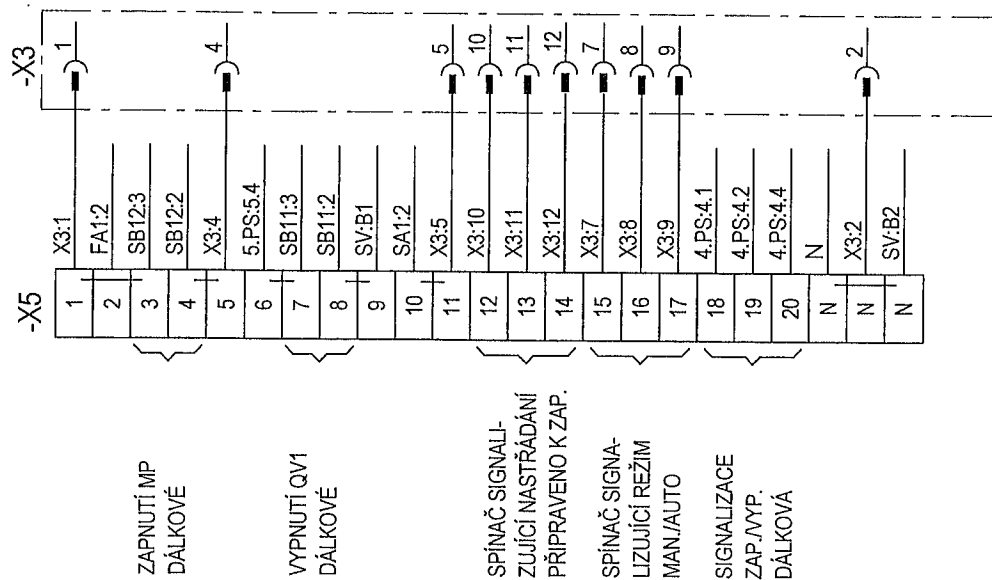 -X3
1
4
5
10
11
12
7
8
9
2
X3:1
FA1:2
SB12:3
SB12:2
X3:4
5.PS:5.4
SB11:3
SB11:2
SV:B1
SA1:2
X3:5
X3:10
X3:11
X3:12
X3:7
X3:8
X3:9
4.PS:4.1
4.PS:4.2
4.PS:4.4
N
X3:2
SV:B2
-X5
1
2
3
4
5
6
7
8
9
10
11
12
13
14
15
16
17
18
19
20
N
N
N
ZAPNUTÍ MP
DÁLKOVÉ
VYPNUTÍ QV1
DÁLKOVÉ
SPÍNAČ SIGNALI-
ZUJÍCÍ NASTŘÁDÁNÍ
PŘIPRAVENO K ZAP.
SPÍNAČ SIGNA-
LIZUJÍCÍ REŽIM
MAN./AUTO
SIGNALIZACE
ZAP./VYP.
DÁLKOVÁ